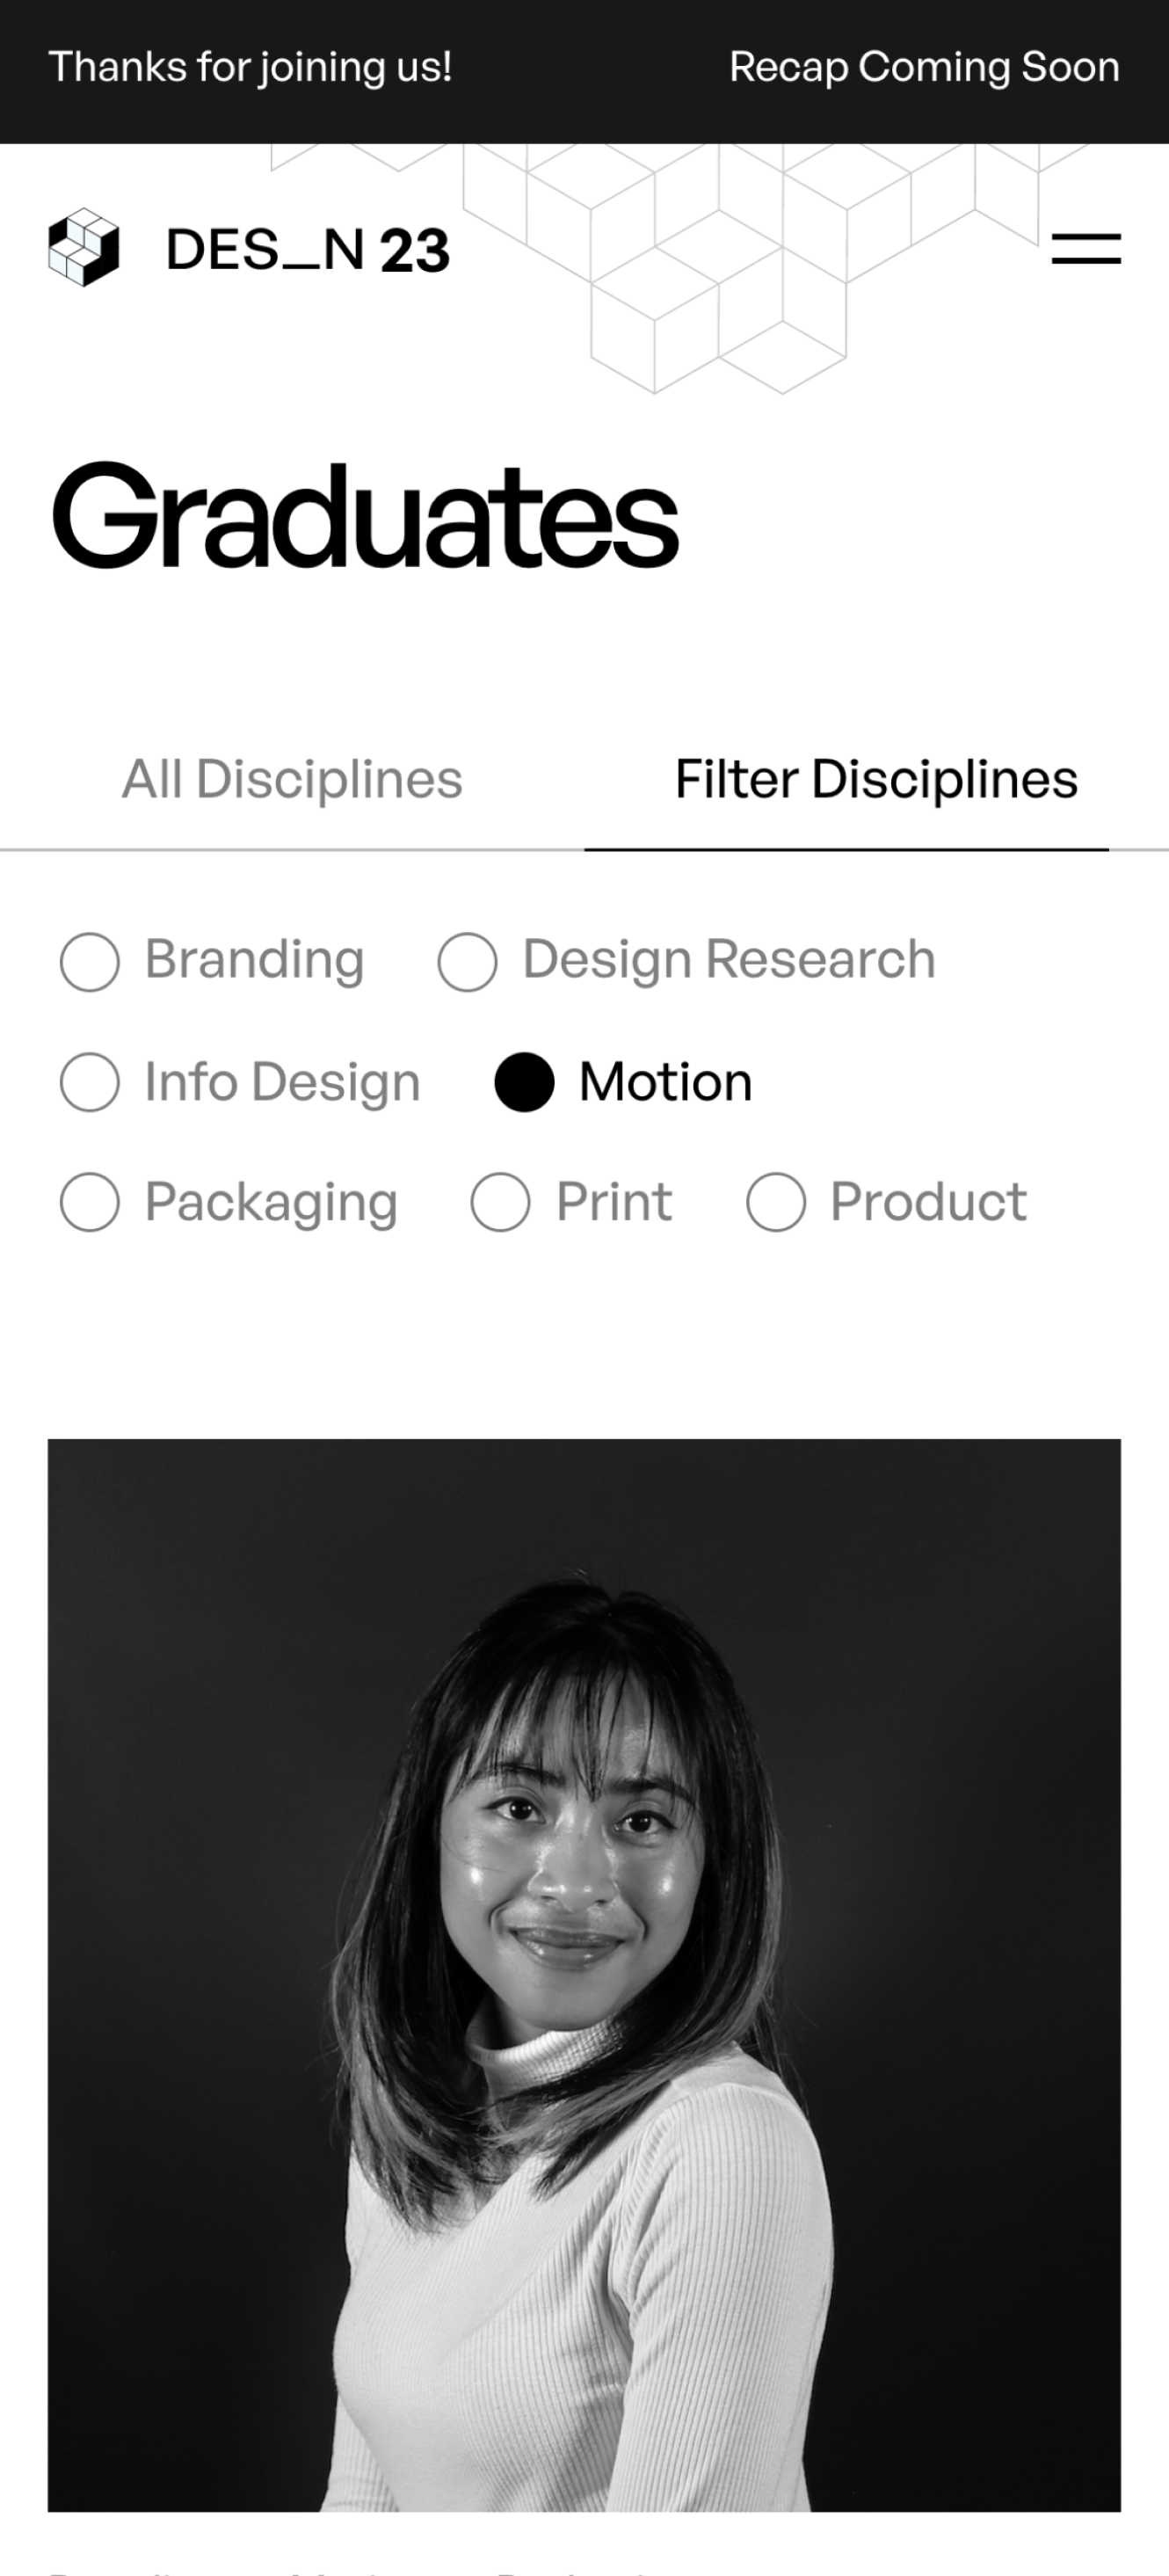 Thanks for joining us! Recap Coming Soon
DES_N 23
Graduates
All Disciplines Filter Disciplines
Branding Design Research
Info Design Motion
Packaging Print Product